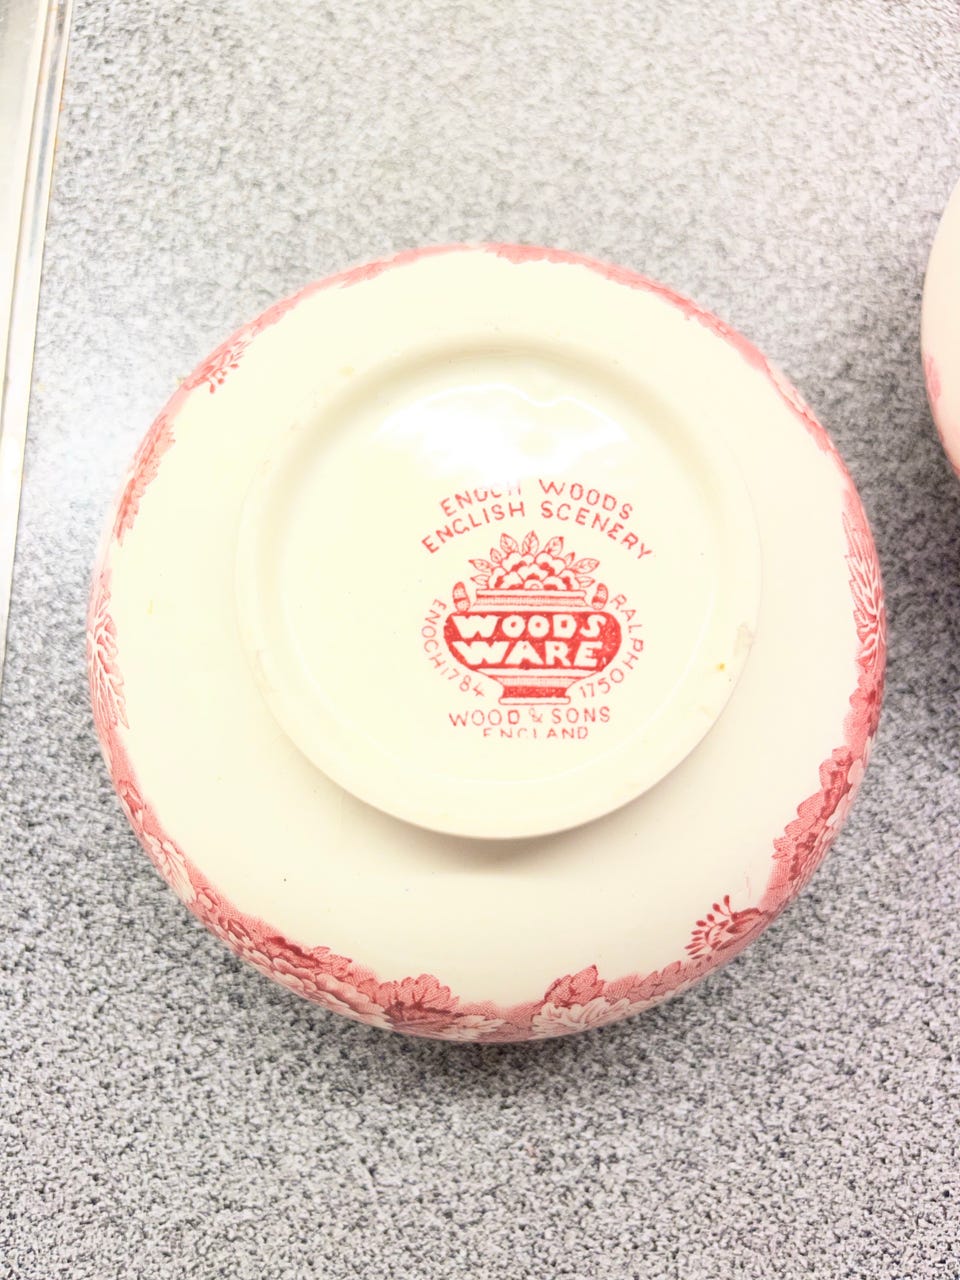 ENOCH WOODS
ENGLISH SCENERY
ENOCH 1784
RALPH 1750
WOODS
WARE
WOOD & SONS
ENGLAND